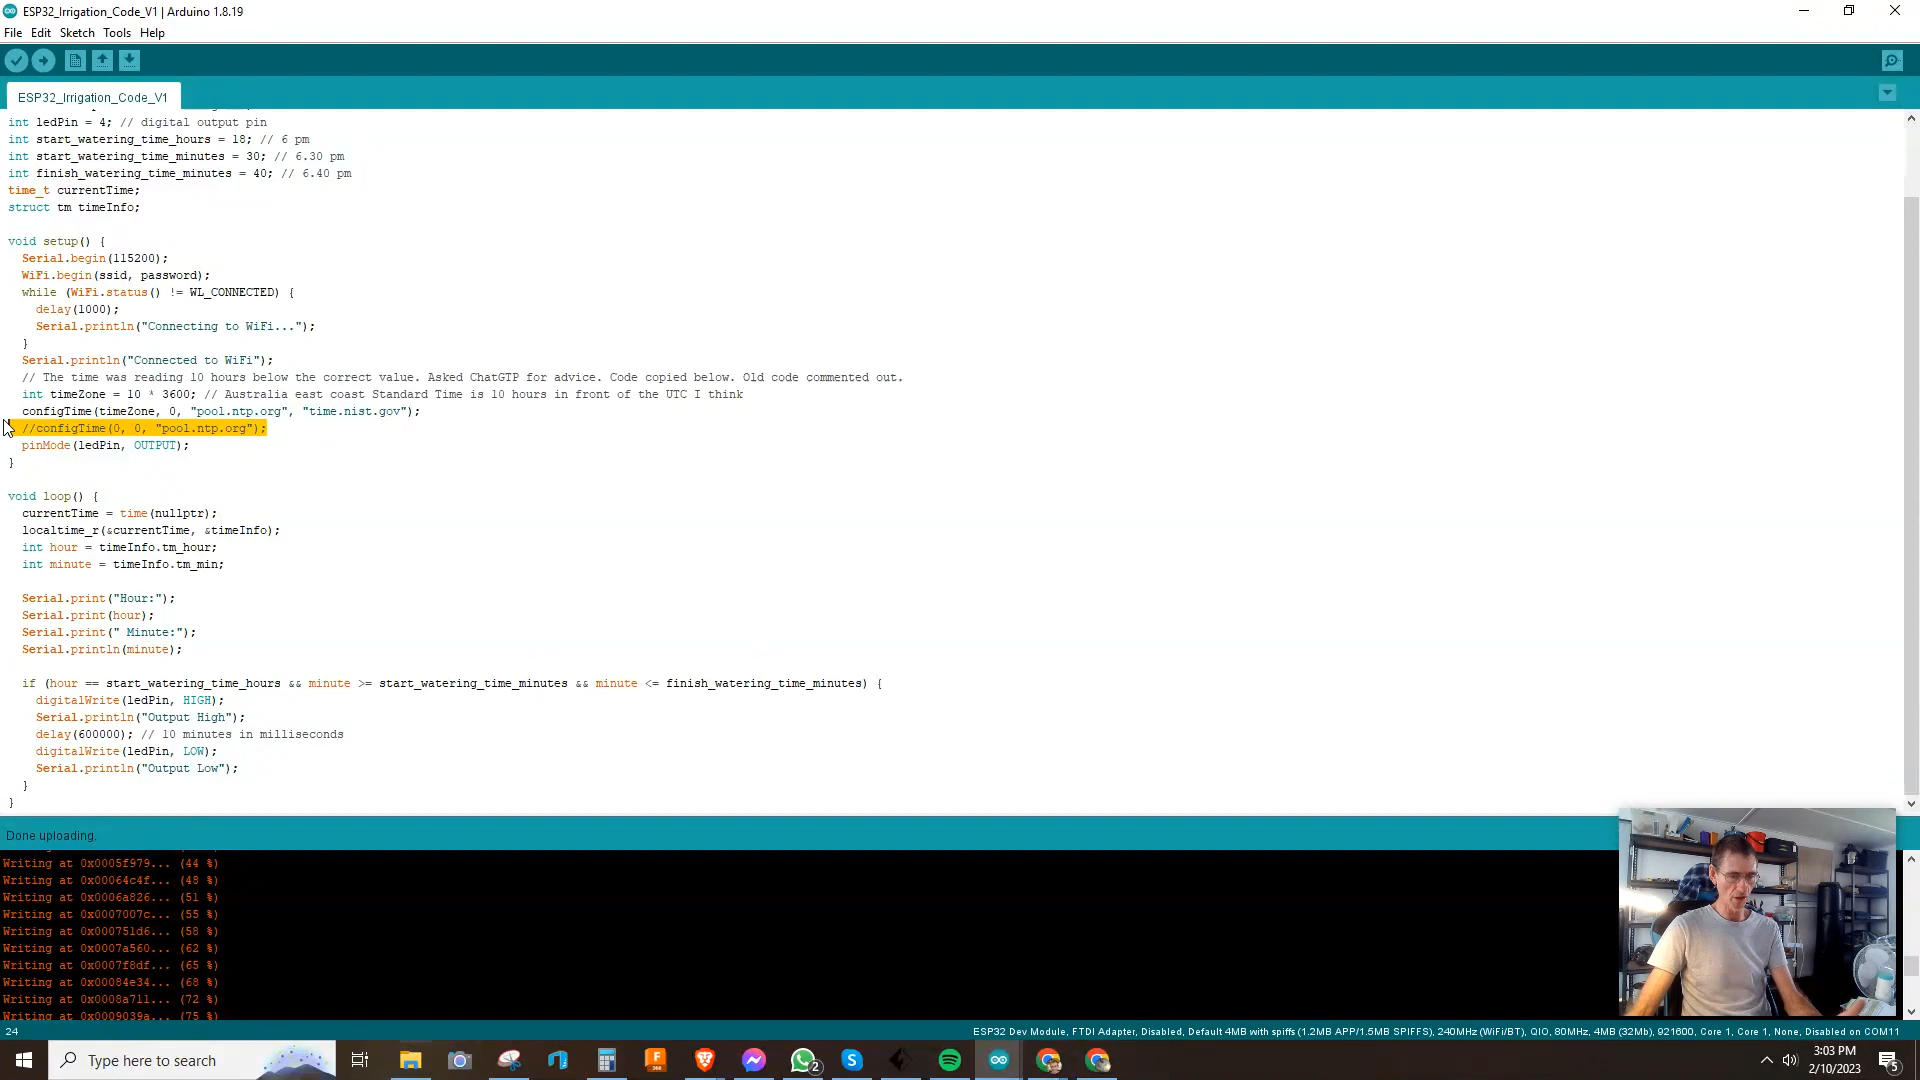 ESP32_Irrigation_Code_V1 | Arduino 1.8.19
File Edit Sketch Tools Help
ESP32_Irrigation_Code_V1
int ledPin = 4; // digital output pin
int start_watering_time_hours = 18; // 6 pm
int start_watering_time_minutes = 30; // 6.30 pm
int finish_watering_time_minutes = 40; // 6.40 pm
time_t currentTime;
struct tm timeInfo;
void setup() {
Serial.begin(115200);
WiFi.begin(ssid, password);
while (WiFi.status() != WL_CONNECTED) {
delay(1000);
Serial.println("Connecting to WiFi...");
}
Serial.println("Connected to WiFi");
// The time was reading 10 hours below the correct value. Asked ChatGTP for advice. Code copied below. Old code commented out.
int timeZone = 10 * 3600; // Australia east coast Standard Time is 10 hours in front of the UTC I think
configTime(timeZone, 0, "pool.ntp.org", "time.nist.gov");
//configTime(0, 0, "pool.ntp.org");
pinMode(ledPin, OUTPUT);
}
void loop() {
currentTime = time(nullptr);
localtime_r(&currentTime, &timeInfo);
int hour = timeInfo.tm_hour;
int minute = timeInfo.tm_min;
Serial.print("Hour:");
Serial.print(hour);
Serial.print(" Minute:");
Serial.println(minute);
if (hour == start_watering_time_hours && minute >= start_watering_time_minutes && minute <= finish_watering_time_minutes) {
digitalWrite(ledPin, HIGH);
Serial.println("Output High");
delay(600000); // 10 minutes in milliseconds
digitalWrite(ledPin, LOW);
Serial.println("Output Low");
}
}
Done uploading.
Writing at 0x0005f979... (44 %)
Writing at 0x00064c4f... (48 %)
Writing at 0x0006a826... (51 %)
Writing at 0x0007007c... (55 %)
Writing at 0x000751d6... (58 %)
Writing at 0x0007a560... (62 %)
Writing at 0x0007f8df... (65 %)
Writing at 0x00084e34... (68 %)
Writing at 0x0008a711... (72 %)
Writing at 0x0009039a... (75 %)
24
ESP32 Dev Module, FTDI Adapter, Disabled, Default 4MB with spiffs (1.2MB APP/1.5MB SPIFFS), 240MHz (WiFi/BT), QIO, 80MHz, 4MB (32Mb), 921600, Core 1, Core 1, None, Disabled on COM11
Type here to search
2
3:03 PM
2/10/2023
5